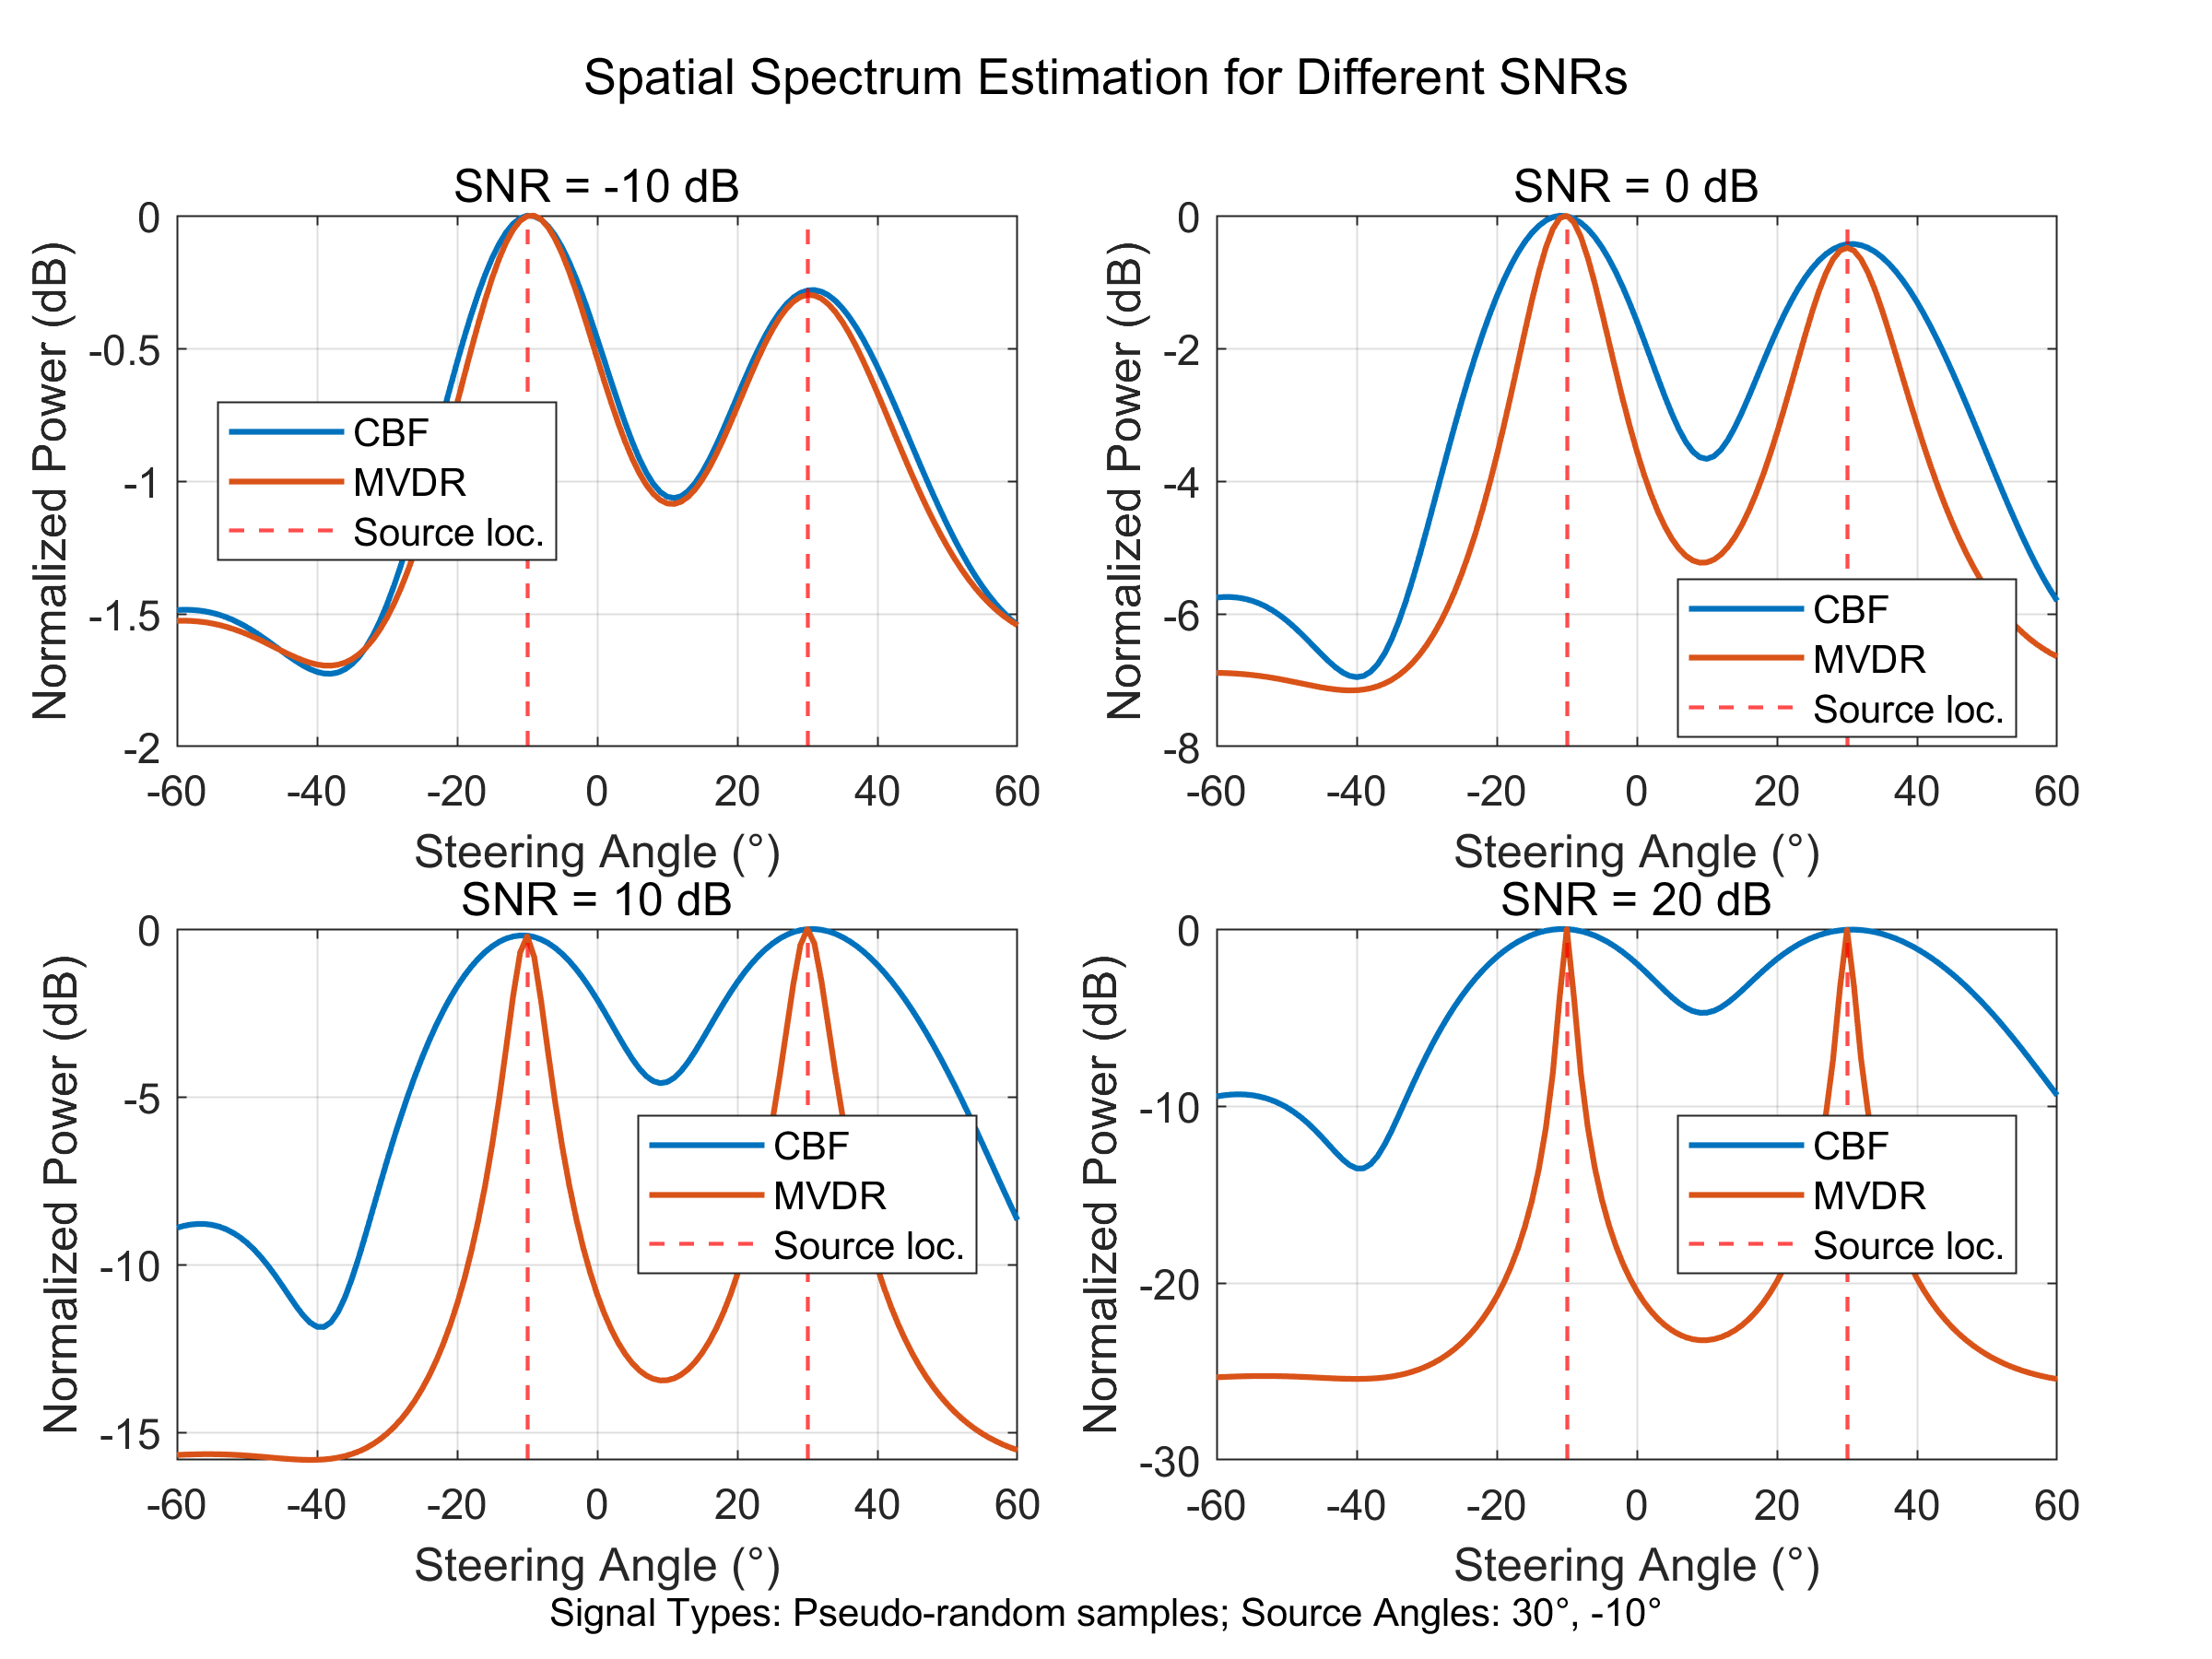 Spatial Spectrum Estimation for Different SNRs
SNR = -10 dB
Normalized Power (dB)
0
-0.5
-1
-1.5
-2
CBF
MVDR
Source loc.
-60 -40 -20 0 20 40 60
Steering Angle (°)
SNR = 0 dB
Normalized Power (dB)
0
-2
-4
-6
-8
CBF
MVDR
Source loc.
-60 -40 -20 0 20 40 60
Steering Angle (°)
SNR = 10 dB
Normalized Power (dB)
0
-5
-10
-15
CBF
MVDR
Source loc.
-60 -40 -20 0 20 40 60
Steering Angle (°)
SNR = 20 dB
Normalized Power (dB)
0
-10
-20
-30
CBF
MVDR
Source loc.
-60 -40 -20 0 20 40 60
Steering Angle (°)
Signal Types: Pseudo-random samples; Source Angles: 30°, -10°